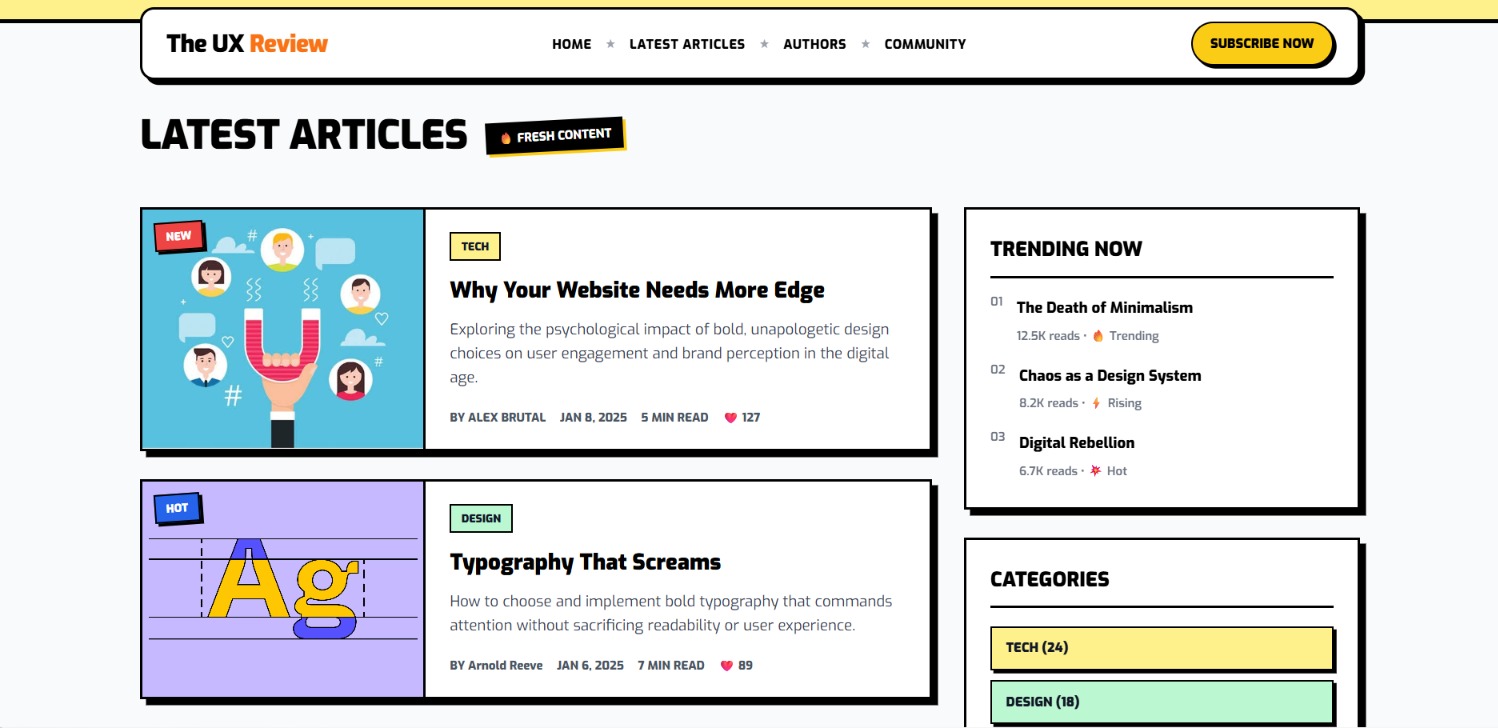 The UX Review
HOME ★ LATEST ARTICLES ★ AUTHORS ★ COMMUNITY
SUBSCRIBE NOW
LATEST ARTICLES
🔥 FRESH CONTENT
NEW
#
#
#
TECH
Why Your Website Needs More Edge
Exploring the psychological impact of bold, unapologetic design
choices on user engagement and brand perception in the digital
age.
BY ALEX BRUTAL JAN 8, 2025 5 MIN READ ❤️ 127
HOT
Ag
DESIGN
Typography That Screams
How to choose and implement bold typography that commands
attention without sacrificing readability or user experience.
BY Arnold Reeve JAN 6, 2025 7 MIN READ ❤️ 89
TRENDING NOW
01 The Death of Minimalism
12.5K reads · 🔥 Trending
02 Chaos as a Design System
8.2K reads · ⚡ Rising
03 Digital Rebellion
6.7K reads · 💥 Hot
CATEGORIES
TECH (24)
DESIGN (18)